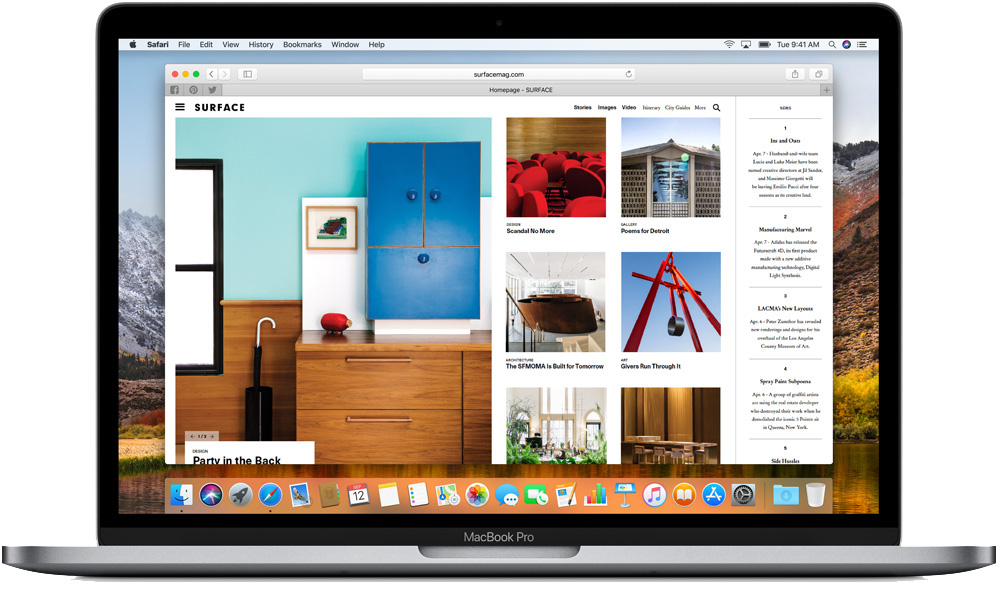 Safari File Edit View History Bookmarks Window Help
Tue 9:41 AM
surfacemag.com
Homepage - SURFACE
SURFACE
Stories Images Video Itinerary City Guides More
NEWS
1
Ins and Outs
Apr. 7 - Husband-and-wife team
Lucie and Luke Meier have been
named creative directors at Jil Sander,
and Massimo Giorgetti will
be leaving Emilio Pucci after four
seasons as its creative lead.
2
Manufacturing Marvel
Apr. 7 - Adidas has released the
Futurecraft 4D, its first product
made with a new additive
manufacturing technology, Digital
Light Synthesis.
3
LACMA's New Layouts
Apr. 6 - Peter Zumthor has revealed
new renderings and designs for his
overhaul of the Los Angeles
County Museum of Art.
4
Spray Paint Subpoena
Apr. 6 - A group of graffiti artists
are suing the real estate developer
who destroyed their work when he
demolished the iconic 5 Pointz sit
in Queens, New York.
5
Side Hustles
DESIGN
Scandal No More
GALLERY
Poems for Detroit
ARCHITECTURE
The SFMOMA Is Built for Tomorrow
ART
Givers Run Through It
1 / 3
DESIGN
Party in the Back
SEP
12
MacBook Pro